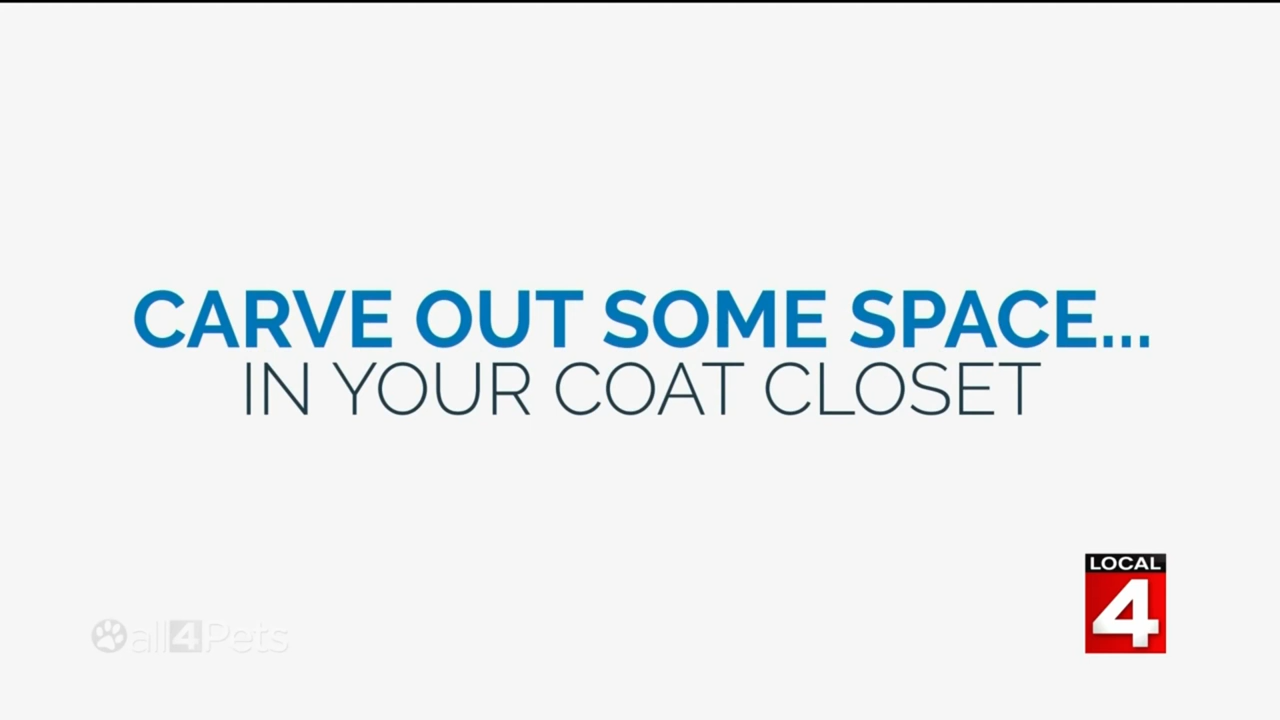 CARVE OUT SOME SPACE...
IN YOUR COAT CLOSET
LOCAL
4
all4Pets